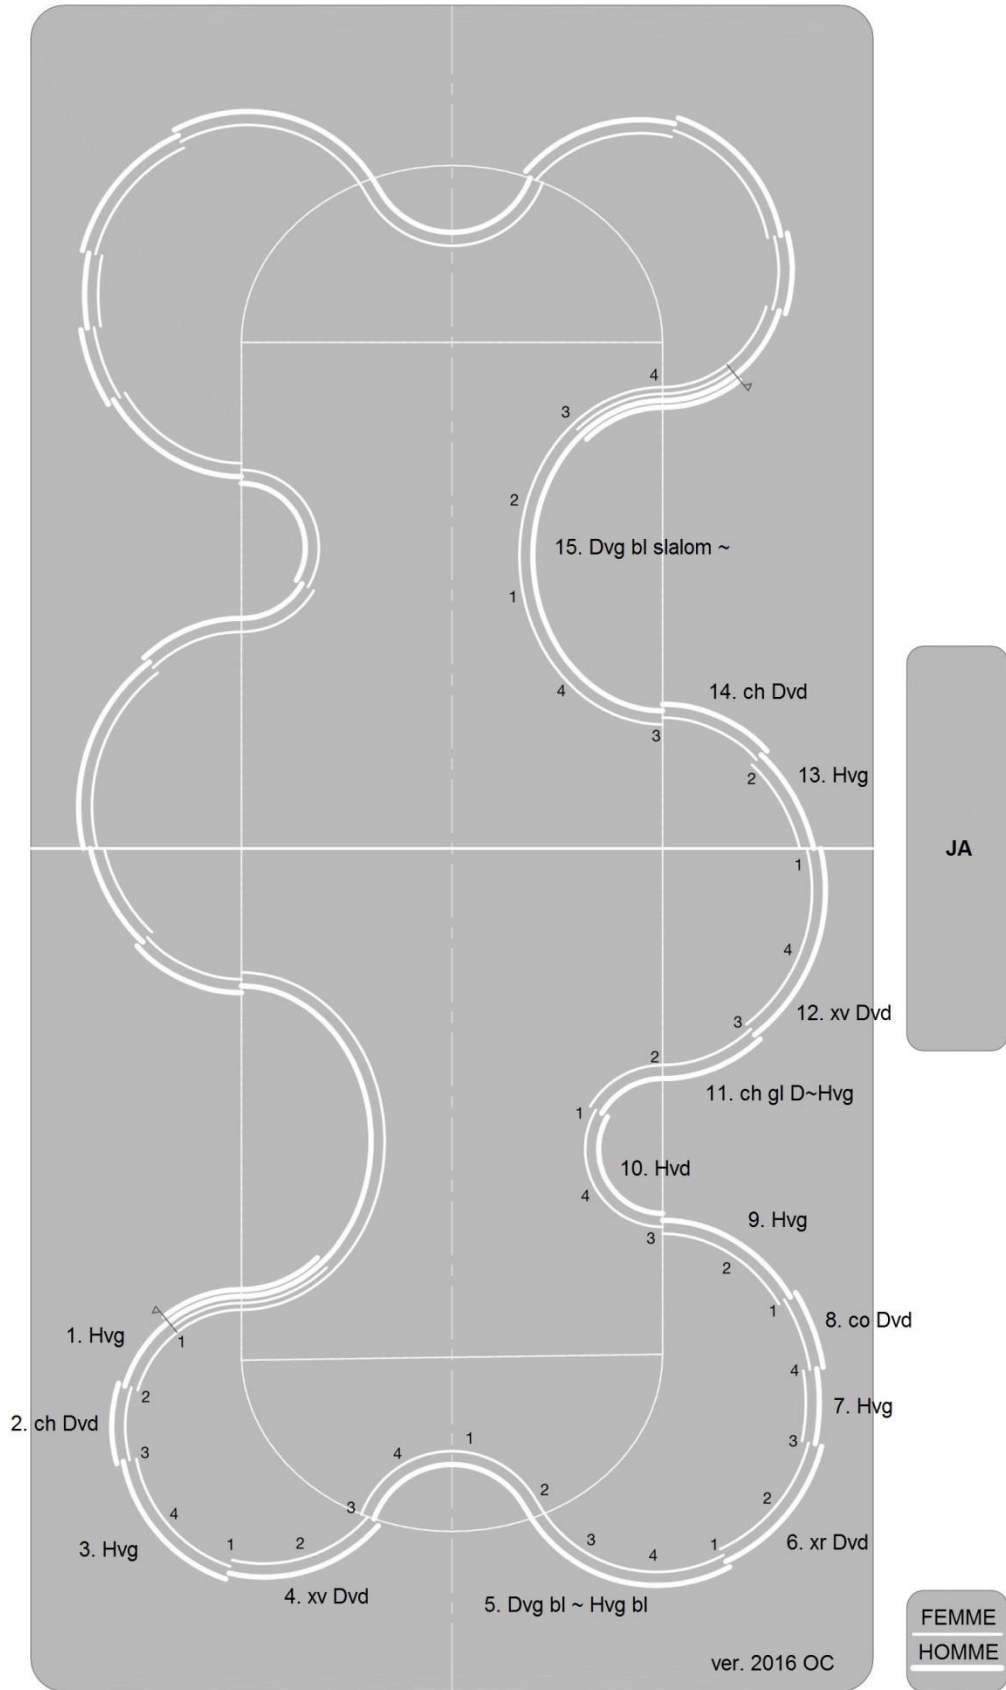 4
3
2
15. Dvg bl slalom ~
1
4
14. ch Dvd
3
2
13. Hvg
JA
1
4
12. xv Dvd
3
2
11. ch gl D~Hvg
1
10. Hvd
4
9. Hvg
3
2
1
8. co Dvd
1. Hvg
1
4
2
7. Hvg
2. ch Dvd
3
3
1
4
4
2
2
3
6. xr Dvd
3. Hvg
1
2
3
4
1
4. xv Dvd
5. Dvg bl ~ Hvg bl
FEMME
HOMME
ver. 2016 OC